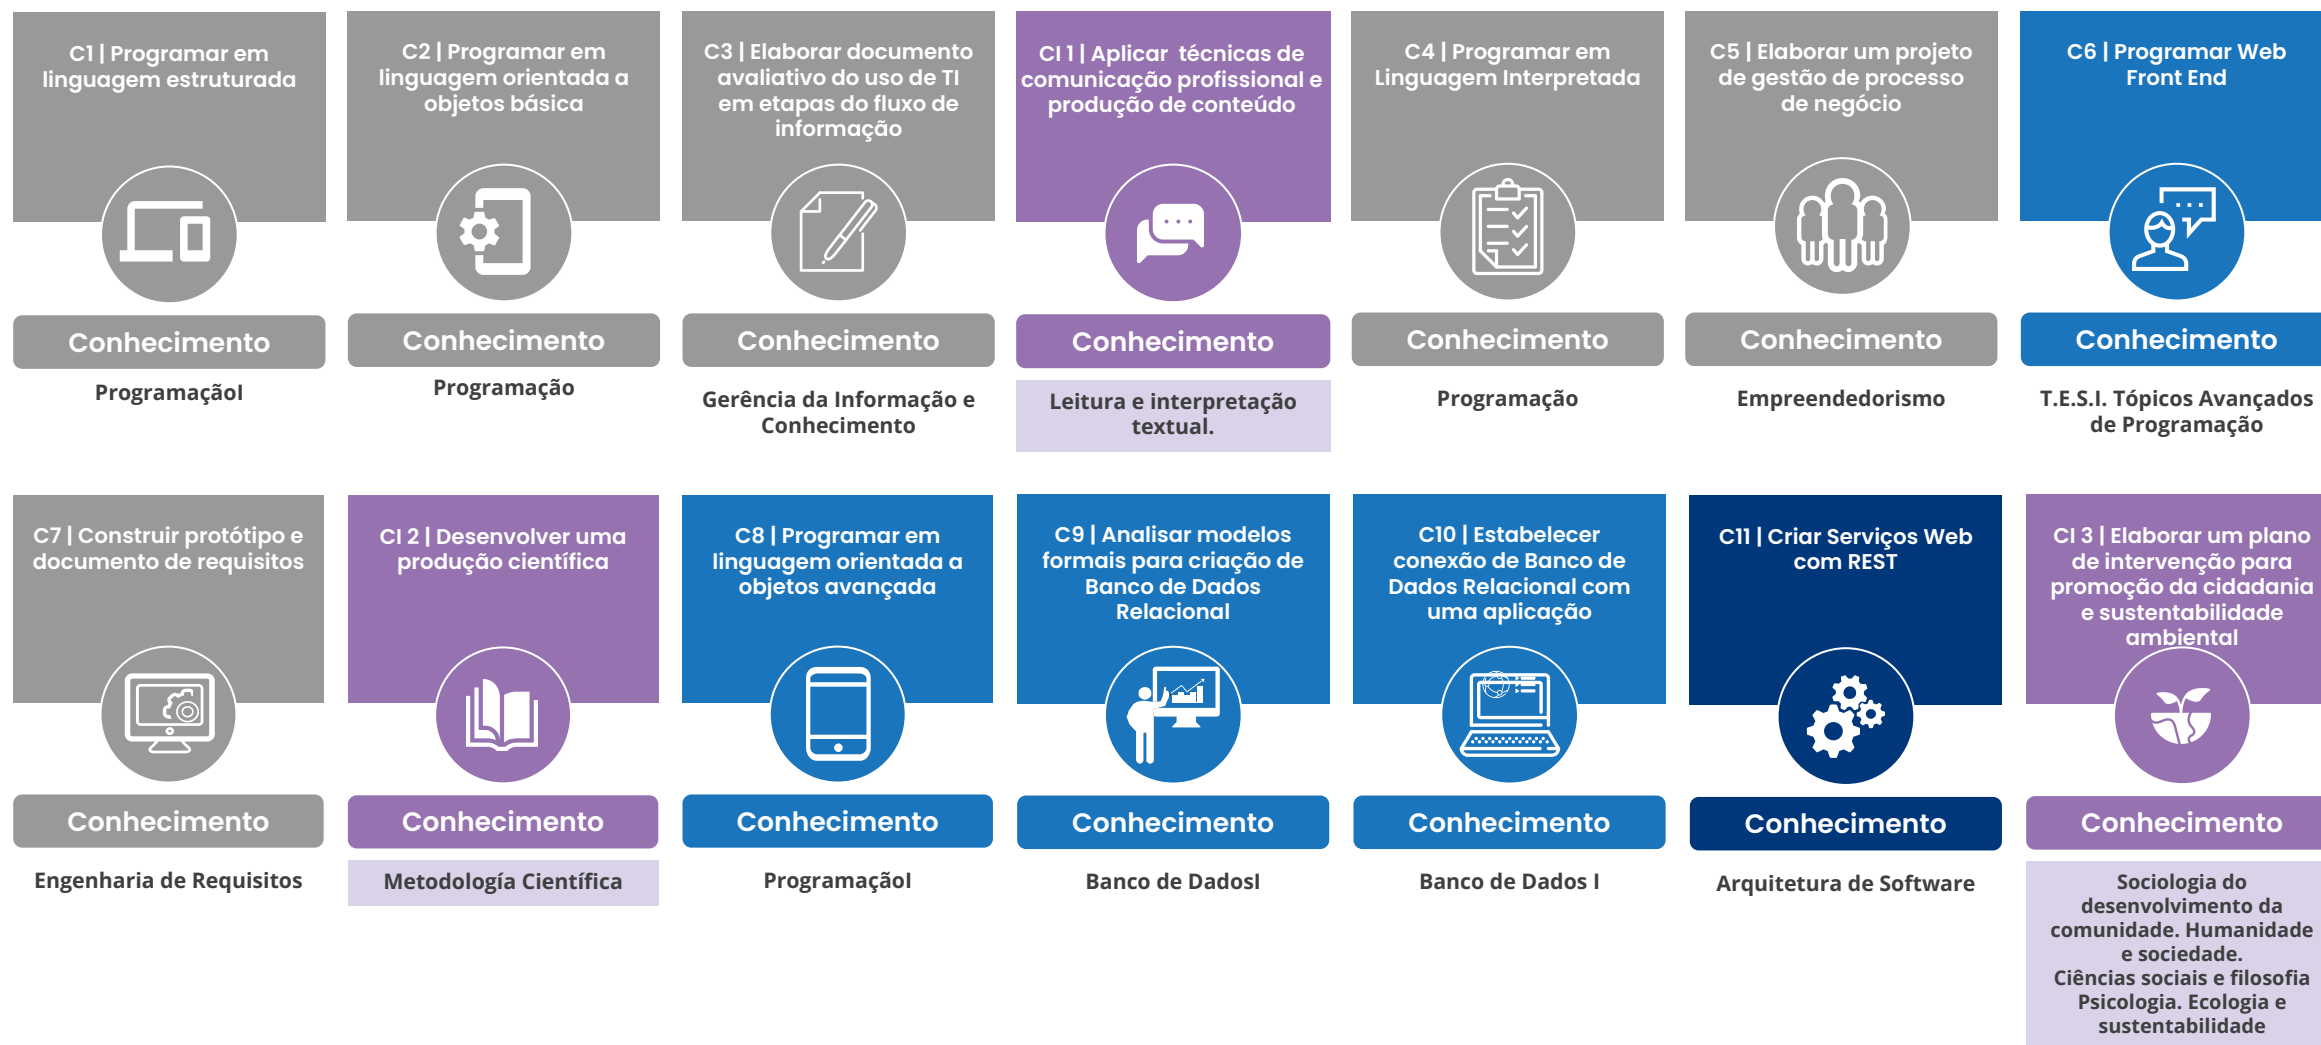 C1 | Programar em
linguagem estruturada
Conhecimento
ProgramaçãoI
C2 | Programar em
linguagem orientada a
objetos básica
Conhecimento
Programação
C3 | Elaborar documento
avaliativo do uso de TI
em etapas do fluxo de
informação
Conhecimento
Gerência da Informação e
Conhecimento
CI 1 | Aplicar técnicas de
comunicação profissional e
produção de conteúdo
Conhecimento
Leitura e interpretação
textual.
C4 | Programar em
Linguagem Interpretada
Conhecimento
Programação
C5 | Elaborar um projeto
de gestão de processo
de negócio
Conhecimento
Empreendedorismo
C6 | Programar Web
Front End
Conhecimento
T.E.S.I. Tópicos Avançados
de Programação
C7 | Construir protótipo e
documento de requisitos
Conhecimento
Engenharia de Requisitos
CI 2 | Desenvolver uma
produção científica
Conhecimento
Metodología Científica
C8 | Programar em
linguagem orientada a
objetos avançada
Conhecimento
ProgramaçãoI
C9 | Analisar modelos
formais para criação de
Banco de Dados
Relacional
Conhecimento
Banco de DadosI
C10 | Estabelecer
conexão de Banco de
Dados Relacional com
uma aplicação
Conhecimento
Banco de Dados I
C11 | Criar Serviços Web
com REST
Conhecimento
Arquitetura de Software
CI 3 | Elaborar um plano
de intervenção para
promoção da cidadania
e sustentabilidade
ambiental
Conhecimento
Sociologia do
desenvolvimento da
comunidade. Humanidade
e sociedade.
Ciências sociais e filosofia
Psicologia. Ecologia e
sustentabilidade